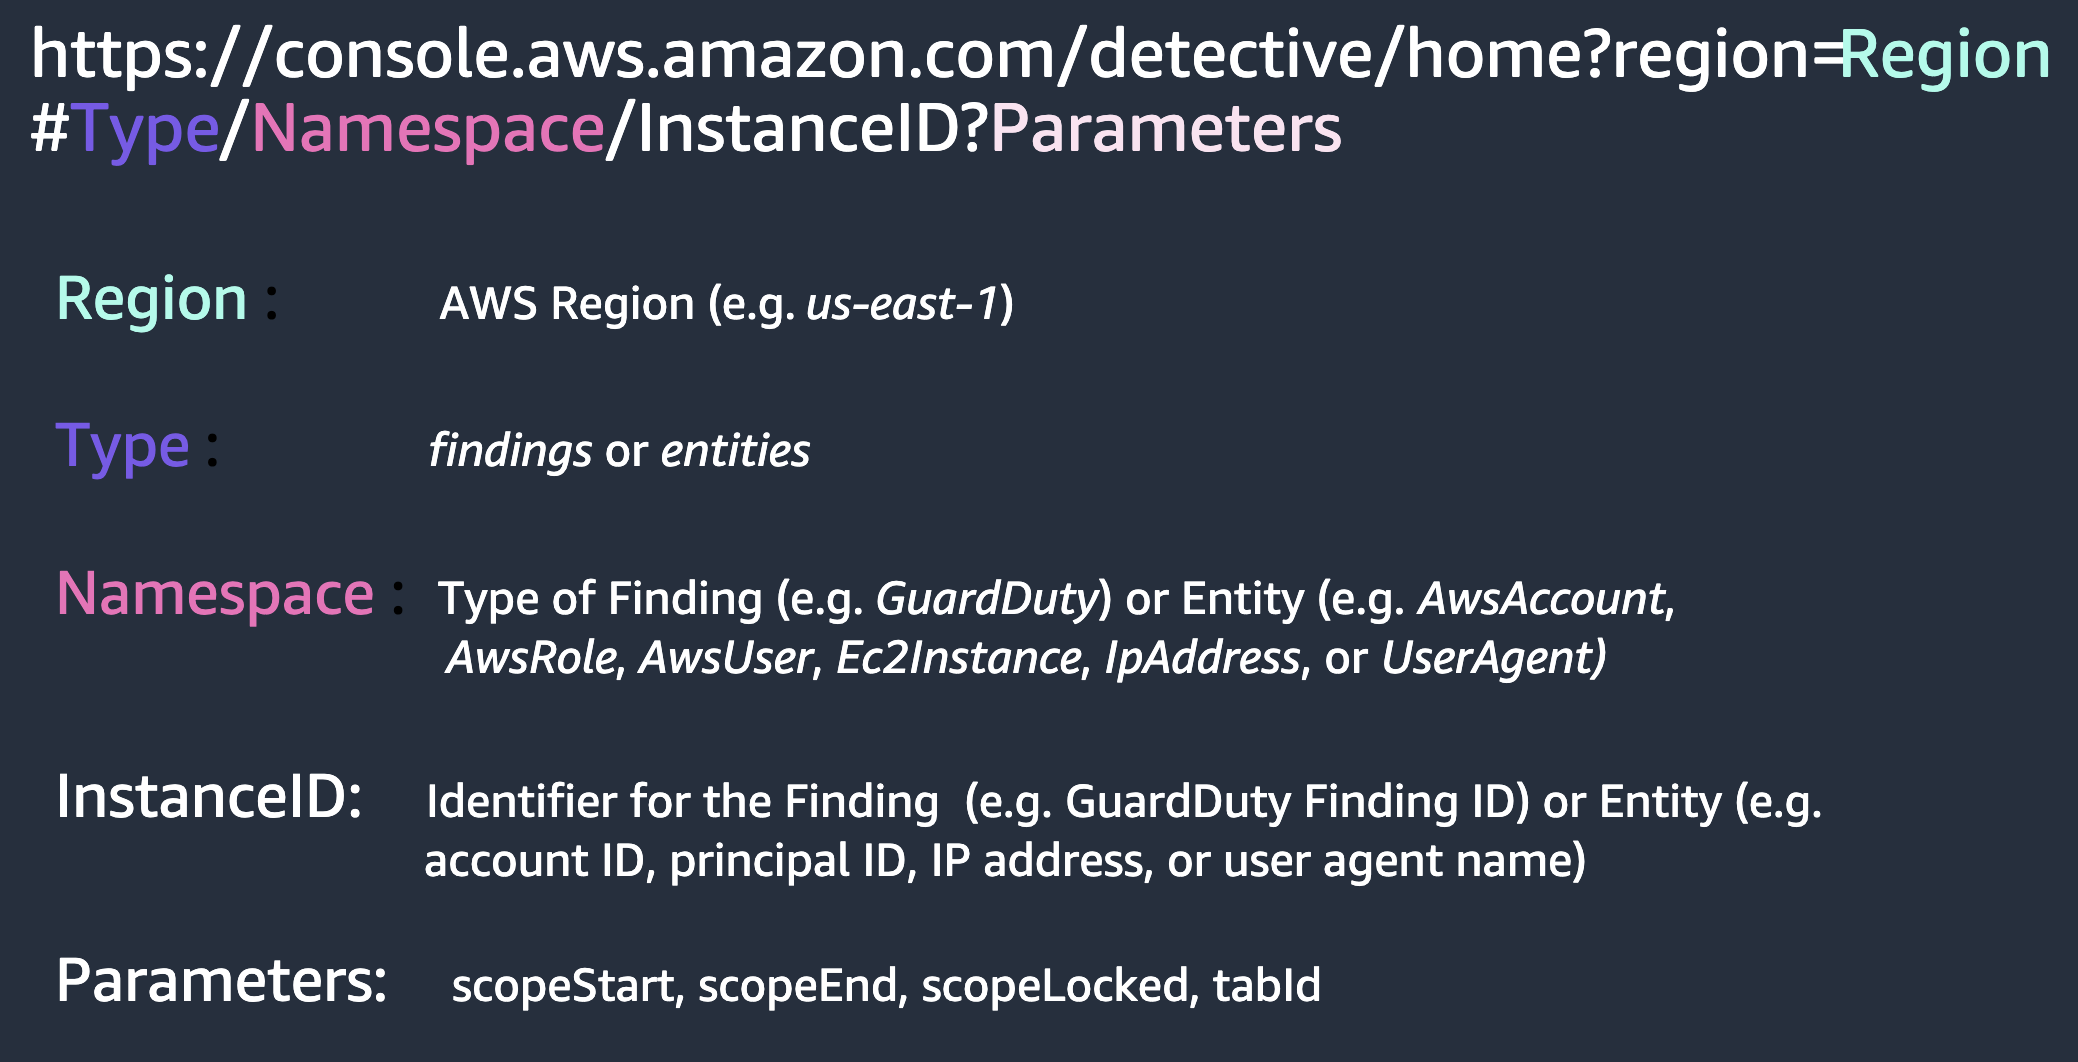 https://console.aws.amazon.com/detective/home?region=Region
#Type/Namespace/InstanceID?Parameters
Region : AWS Region (e.g. us-east-1)
Type : findings or entities
Namespace : Type of Finding (e.g. GuardDuty) or Entity (e.g. AwsAccount,
AwsRole, AwsUser, Ec2Instance, IpAddress, or UserAgent)
InstanceID: Identifier for the Finding (e.g. GuardDuty Finding ID) or Entity (e.g.
account ID, principal ID, IP address, or user agent name)
Parameters: scopeStart, scopeEnd, scopeLocked, tabId